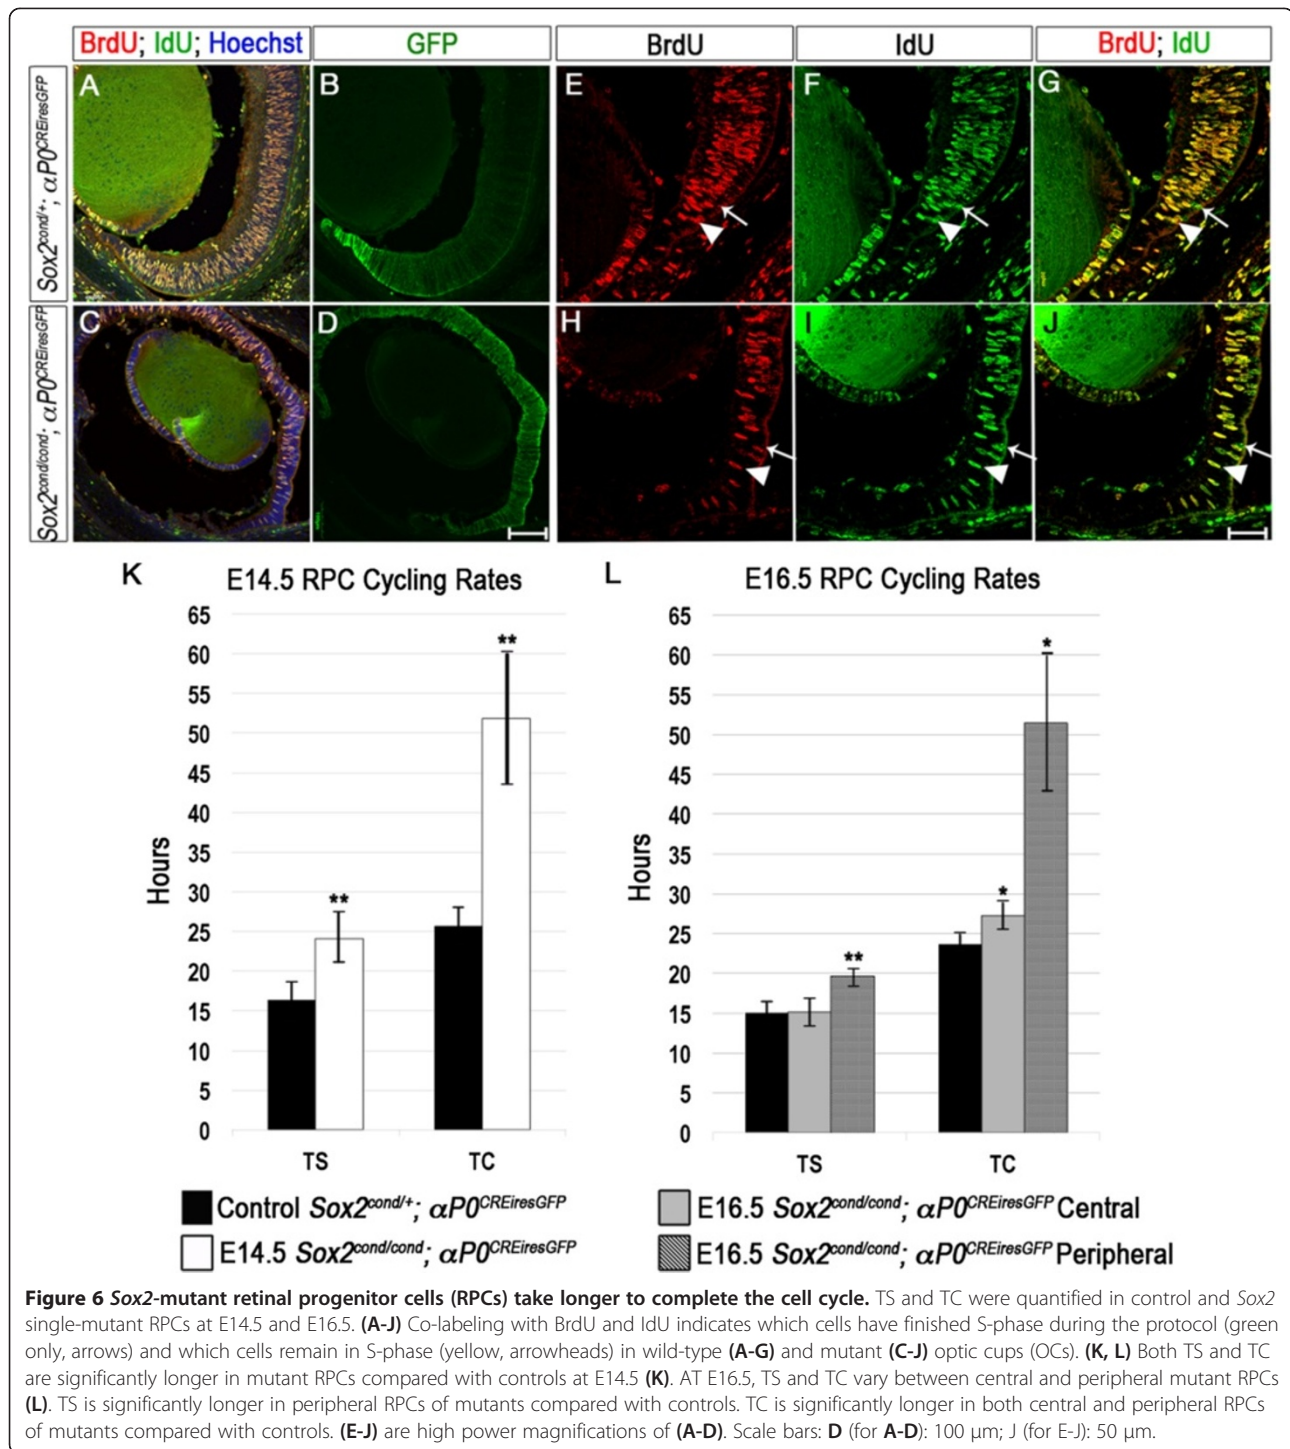 BrdU; IdU; Hoechst
GFP
BrdU
IdU
BrdU; IdU
Sox2cond/+; αP0CREiresGFP
A
B
E
F
G
Sox2cond/cond; αP0CREiresGFP
C
D
H
I
J
K
E14.5 RPC Cycling Rates
Hours
65
60
55
50
45
40
35
30
25
20
15
10
5
0
**
**
TS
TC
Control Sox2cond/+; αP0CREiresGFP
E14.5 Sox2cond/cond; αP0CREiresGFP
L
E16.5 RPC Cycling Rates
Hours
65
60
55
50
45
40
35
30
25
20
15
10
5
0
**
*
*
TS
TC
E16.5 Sox2cond/cond; αP0CREiresGFP Central
E16.5 Sox2cond/cond; αP0CREiresGFP Peripheral
Figure 6 Sox2-mutant retinal progenitor cells (RPCs) take longer to complete the cell cycle. TS and TC were quantified in control and Sox2
single-mutant RPCs at E14.5 and E16.5. (A-J) Co-labeling with BrdU and IdU indicates which cells have finished S-phase during the protocol (green
only, arrows) and which cells remain in S-phase (yellow, arrowheads) in wild-type (A-G) and mutant (C-J) optic cups (OCs). (K, L) Both TS and TC
are significantly longer in mutant RPCs compared with controls at E14.5 (K). AT E16.5, TS and TC vary between central and peripheral mutant RPCs
(L). TS is significantly longer in peripheral RPCs of mutants compared with controls. TC is significantly longer in both central and peripheral RPCs
of mutants compared with controls. (E-J) are high power magnifications of (A-D). Scale bars: D (for A-D): 100 μm; J (for E-J): 50 μm.